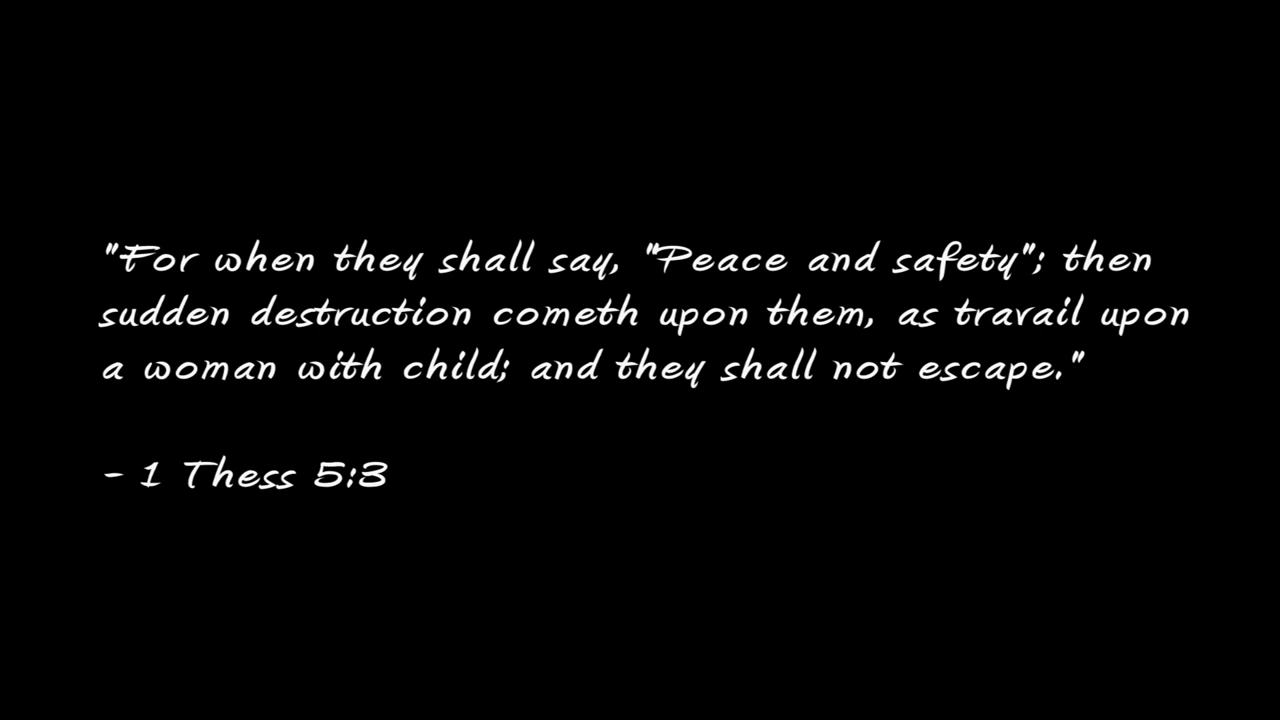 "For when they shall say, "Peace and safety"; then
sudden destruction cometh upon them, as travail upon
a woman with child; and they shall not escape."
- 1 Thess 5:3